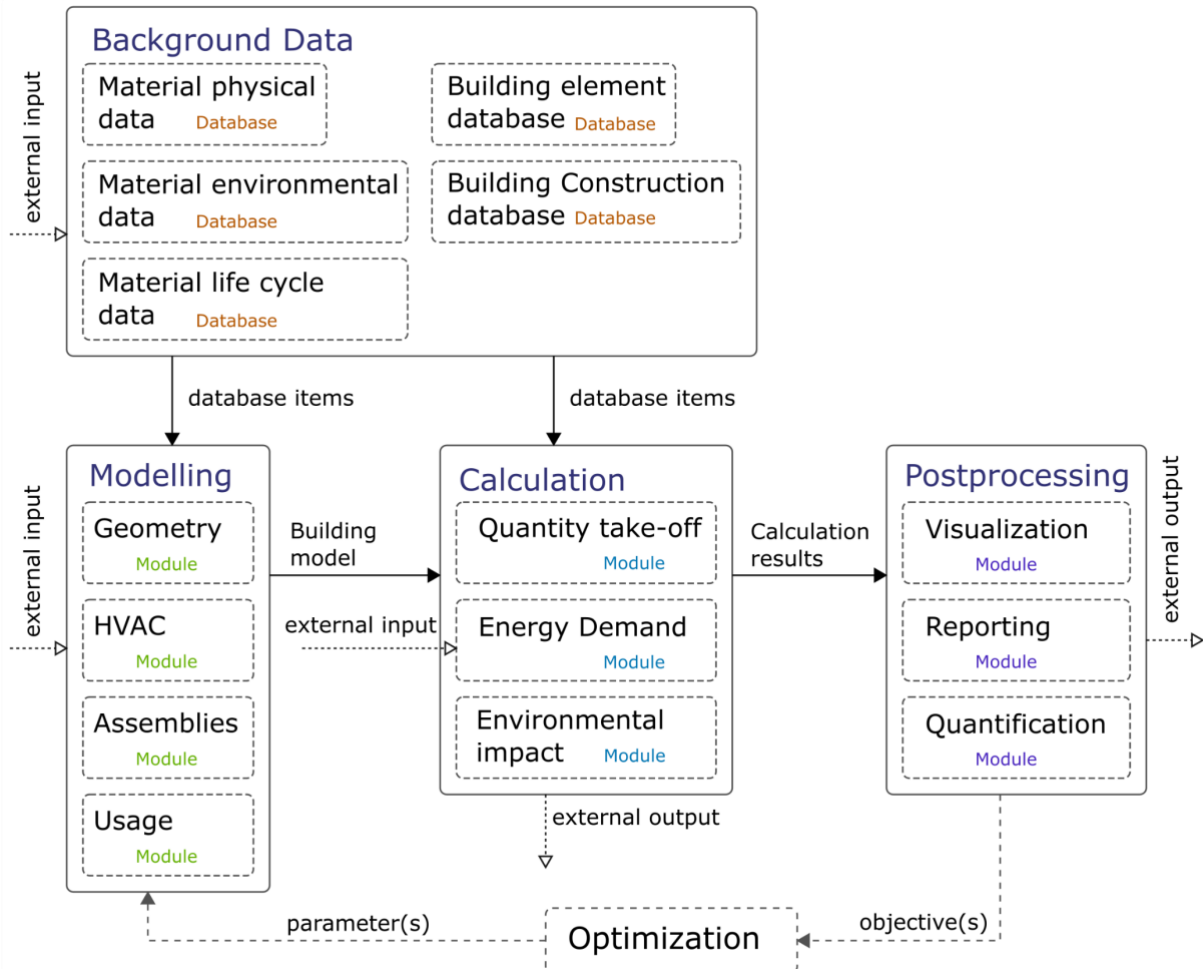 Background Data
external input
Material physical
data Database
Building element
database Database
Material environmental
data Database
Building Construction
database Database
Material life cycle
data Database
database items
database items
external input
Modelling
Geometry
Module
HVAC
Module
Assemblies
Module
Usage
Module
Building
model
external input
Calculation
Quantity take-off
Module
Energy Demand
Module
Environmental
impact Module
Calculation
results
external output
Postprocessing
Visualization
Module
Reporting
Module
Quantification
Module
external output
parameter(s)
Optimization
objective(s)